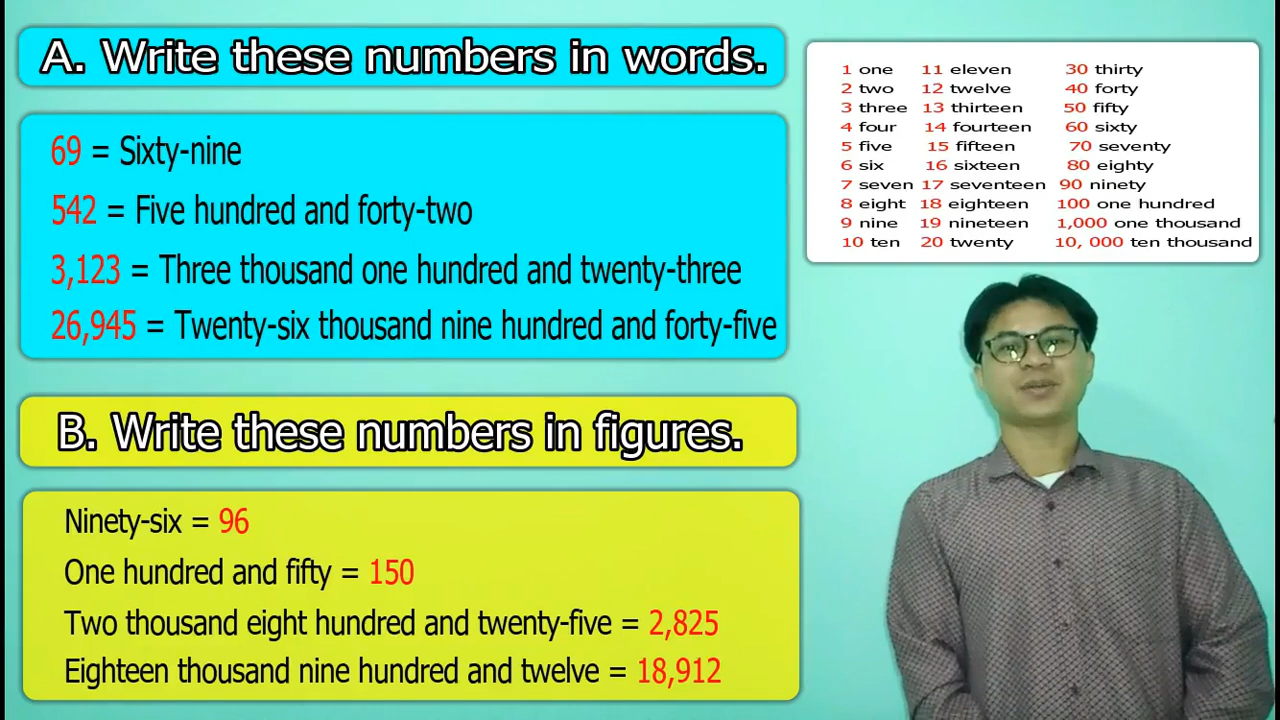 A. Write these numbers in words.
69 = Sixty-nine
542 = Five hundred and forty-two
3,123 = Three thousand one hundred and twenty-three
26,945 = Twenty-six thousand nine hundred and forty-five
B. Write these numbers in figures.
Ninety-six = 96
One hundred and fifty = 150
Two thousand eight hundred and twenty-five = 2,825
Eighteen thousand nine hundred and twelve = 18,912
1 one 11 eleven 30 thirty
2 two 12 twelve 40 forty
3 three 13 thirteen 50 fifty
4 four 14 fourteen 60 sixty
5 five 15 fifteen 70 seventy
6 six 16 sixteen 80 eighty
7 seven 17 seventeen 90 ninety
8 eight 18 eighteen 100 one hundred
9 nine 19 nineteen 1,000 one thousand
10 ten 20 twenty 10, 000 ten thousand